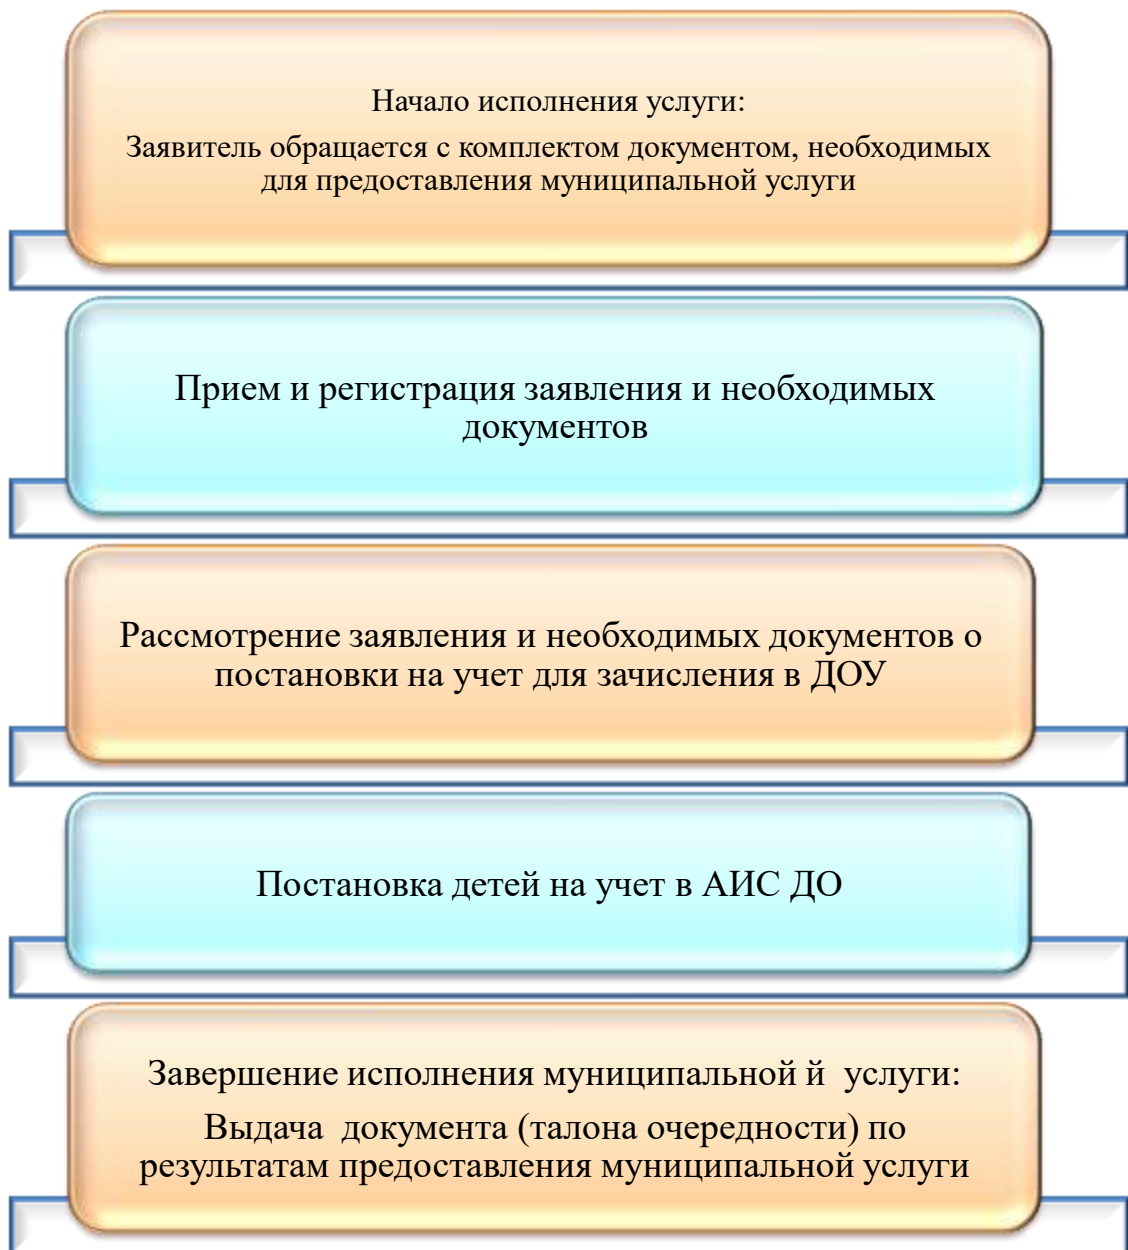 Начало исполнения услуги:
Заявитель обращается с комплектом документом, необходимых
для предоставления муниципальной услуги
Прием и регистрация заявления и необходимых
документов
Рассмотрение заявления и необходимых документов о
постановки на учет для зачисления в ДОУ
Постановка детей на учет в АИС ДО
Завершение исполнения муниципальной й  услуги:
Выдача  документа (талона очередности) по
результатам предоставления муниципальной услуги